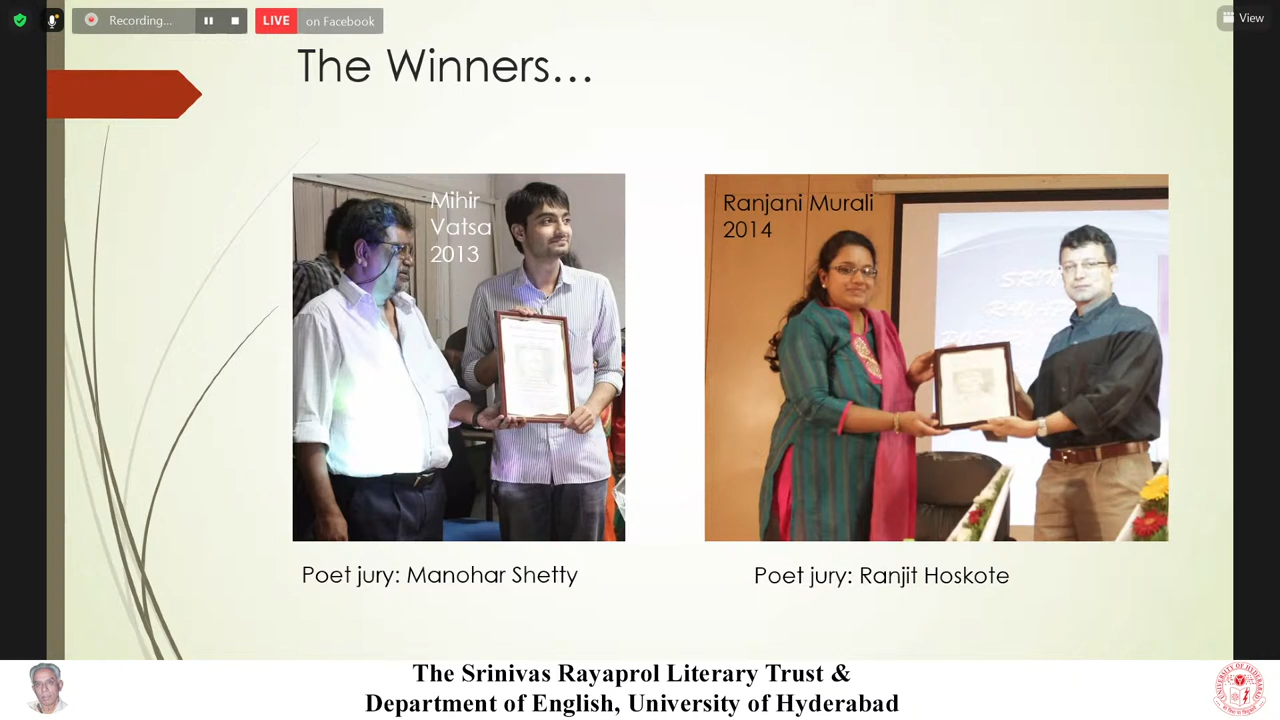 Recording...
LIVE on Facebook
View
The Winners...
Mihir
Vatsa
2013
Ranjani Murali
2014
Poet jury: Manohar Shetty
Poet jury: Ranjit Hoskote
The Srinivas Rayaprol Literary Trust &
Department of English, University of Hyderabad